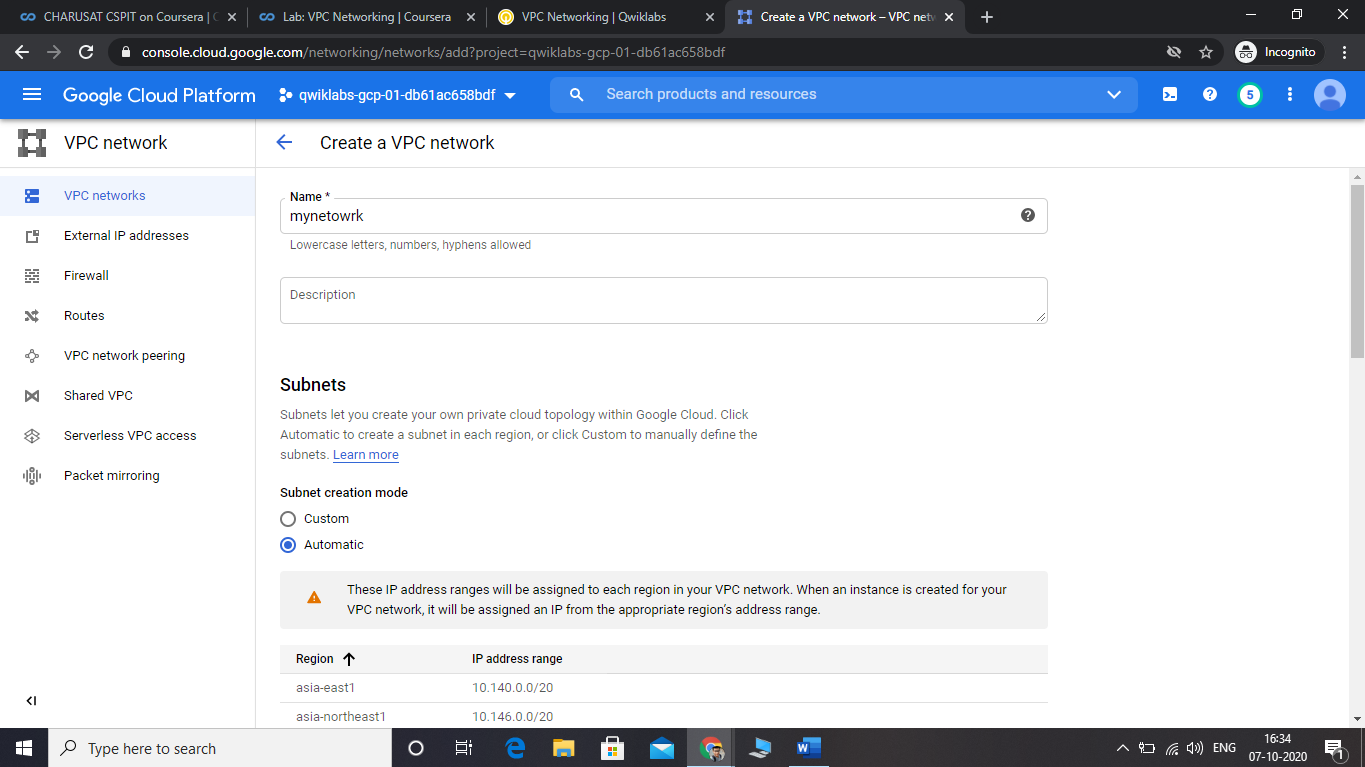 CHARUSAT CSPIT on Coursera | C
Lab: VPC Networking | Coursera
VPC Networking | Qwiklabs
Create a VPC network – VPC netw
console.cloud.google.com/networking/networks/add?project=qwiklabs-gcp-01-db61ac658bdf
Incognito
Google Cloud Platform
qwiklabs-gcp-01-db61ac658bdf
Search products and resources
5
VPC network
Create a VPC network
VPC networks
External IP addresses
Firewall
Routes
VPC network peering
Shared VPC
Serverless VPC access
Packet mirroring
Name *
mynetowrk
Lowercase letters, numbers, hyphens allowed
Description
Subnets
Subnets let you create your own private cloud topology within Google Cloud. Click
Automatic to create a subnet in each region, or click Custom to manually define the
subnets. Learn more
Subnet creation mode
Custom
Automatic
These IP address ranges will be assigned to each region in your VPC network. When an instance is created for your
VPC network, it will be assigned an IP from the appropriate region's address range.
Region IP address range
asia-east1 10.140.0.0/20
asia-northeast1 10.146.0.0/20
Type here to search
ENG
16:34
07-10-2020
1